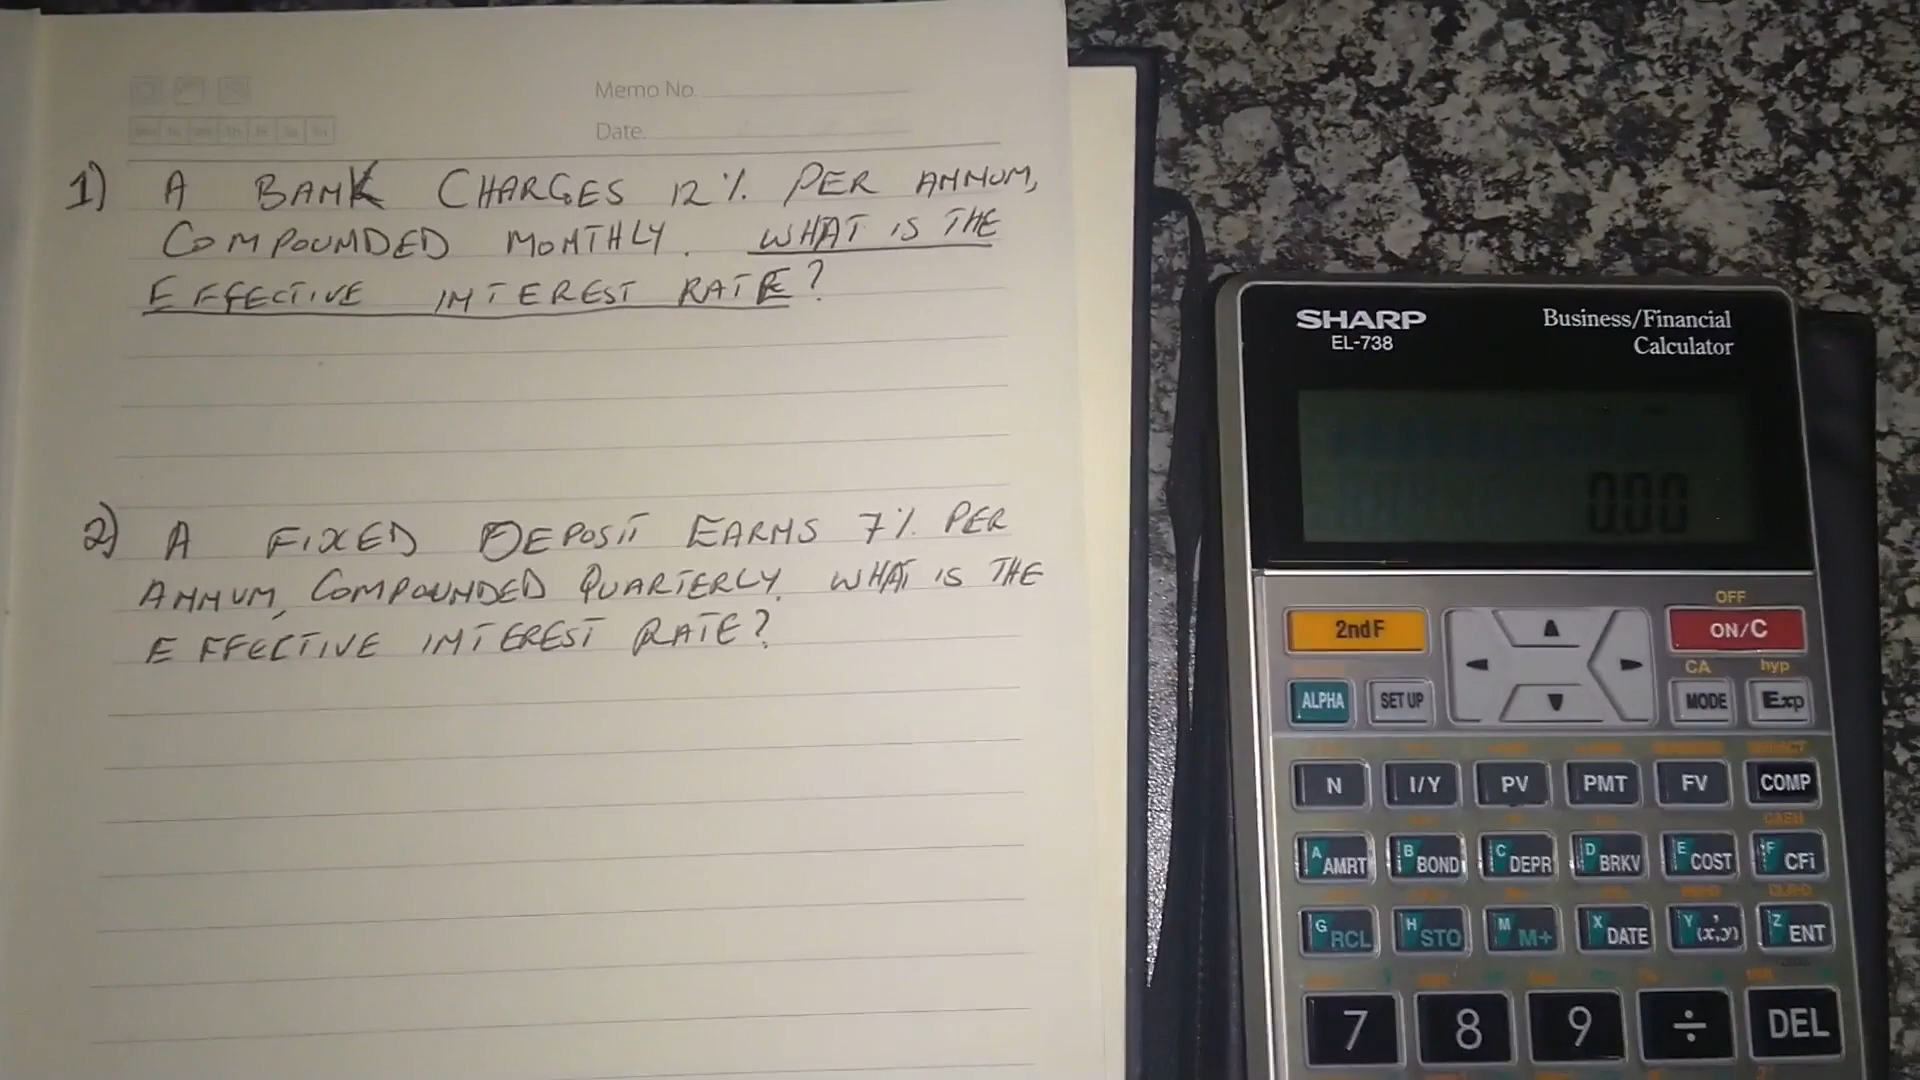 Memo No.
Date.
1) A BANK CHARGES 12% PER ANNUM,
COMPOUNDED MONTHLY. WHAT IS THE
EFFECTIVE INTEREST RATE?
2) A FIXED DEPOSIT EARNS 7% PER
ANNUM, COMPOUNDED QUARTERLY. WHAT IS THE
EFFECTIVE INTEREST RATE?
SHARP
EL-738
Business/Financial
Calculator
0.00
OFF
2ndF ON/C
CA hyp
ALPHA SET UP MODE Exp
N I/Y PV PMT FV COMP
CASH
A AMRT B BOND C DEPR D BRKV E COST F CFi
G RCL H STO M M+ X DATE Y (x,y) Z ENT
7 8 9 ÷ DEL